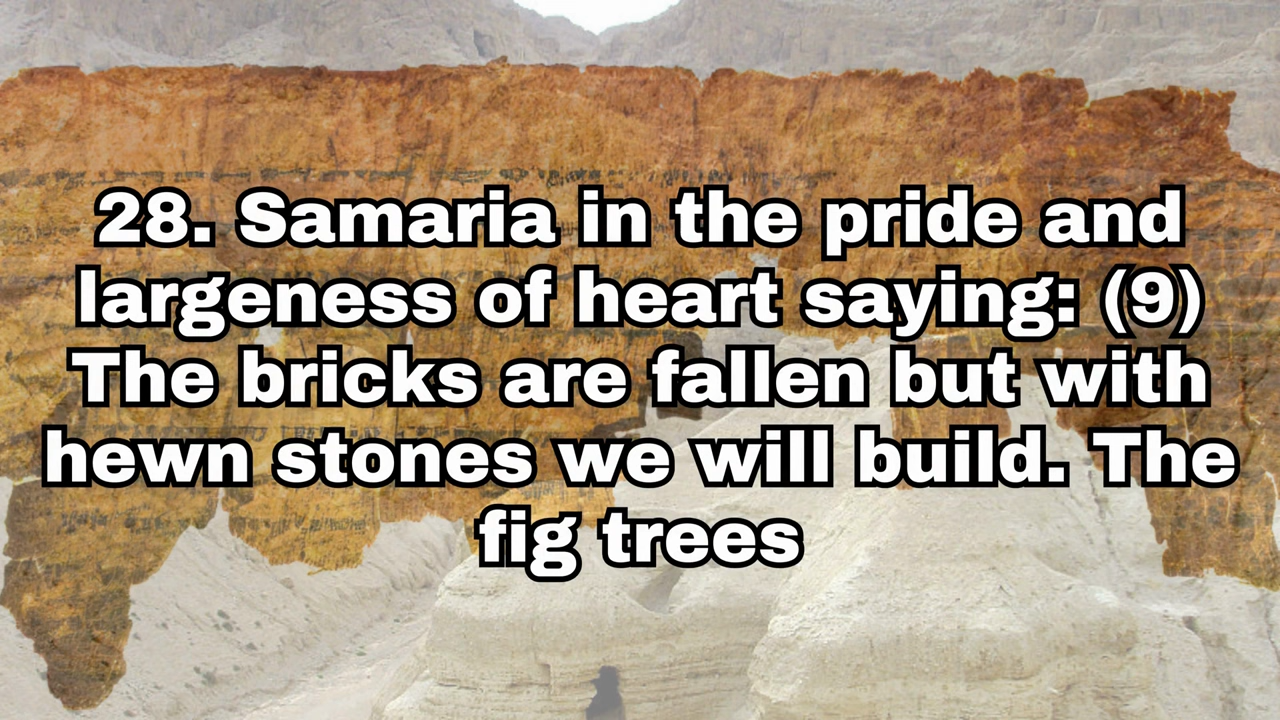 28. Samaria in the pride and
largeness of heart saying: (9)
The bricks are fallen but with
hewn stones we will build. The
fig trees